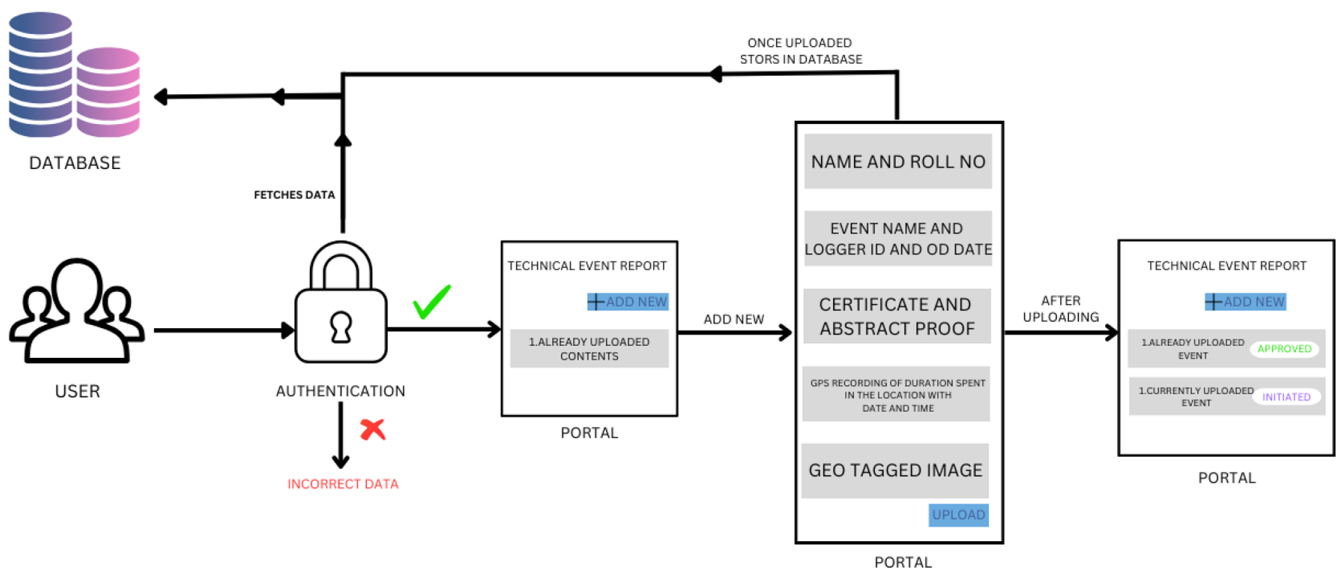 ONCE UPLOADED
STORS IN DATABASE
DATABASE
FETCHES DATA
USER
AUTHENTICATION
INCORRECT DATA
TECHNICAL EVENT REPORT
ADD NEW
1.ALREADY UPLOADED
CONTENTS
PORTAL
ADD NEW
NAME AND ROLL NO
EVENT NAME AND
LOGGER ID AND OD DATE
CERTIFICATE AND
ABSTRACT PROOF
GPS RECORDING OF DURATION SPENT
IN THE LOCATION WITH
DATE AND TIME
GEO TAGGED IMAGE
UPLOAD
PORTAL
AFTER
UPLOADING
TECHNICAL EVENT REPORT
ADD NEW
1.ALREADY UPLOADED
EVENT
APPROVED
1.CURRENTLY UPLOADED
EVENT
INITIATED
PORTAL